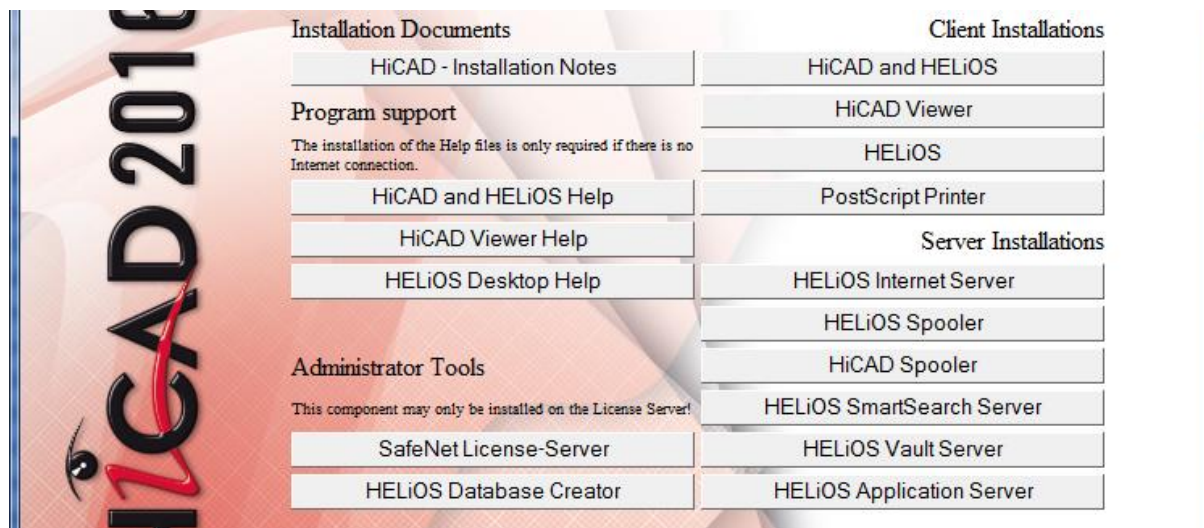 HiCAD 201
Installation Documents
HiCAD - Installation Notes
Program support
The installation of the Help files is only required if there is no
Internet connection.
HiCAD and HELiOS Help
HiCAD Viewer Help
HELiOS Desktop Help
Administrator Tools
This component may only be installed on the License Server!
SafeNet License-Server
HELiOS Database Creator
Client Installations
HiCAD and HELiOS
HiCAD Viewer
HELiOS
PostScript Printer
Server Installations
HELiOS Internet Server
HELiOS Spooler
HiCAD Spooler
HELiOS SmartSearch Server
HELiOS Vault Server
HELiOS Application Server